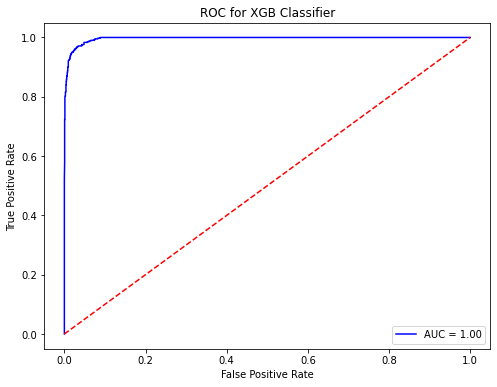 ROC for XGB Classifier
1.0
0.8
0.6
0.4
0.2
0.0
True Positive Rate
AUC = 1.00
0.0 0.2 0.4 0.6 0.8 1.0
False Positive Rate